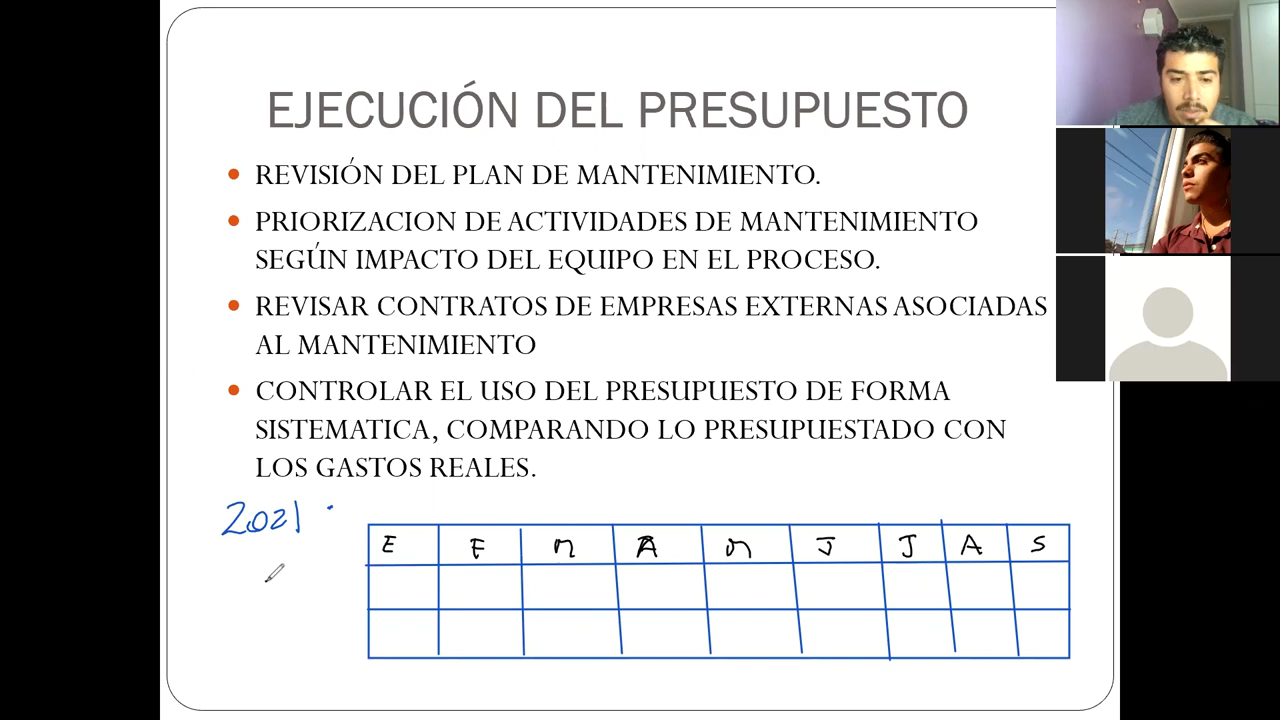 EJECUCIÓN DEL PRESUPUESTO
REVISIÓN DEL PLAN DE MANTENIMIENTO.
PRIORIZACION DE ACTIVIDADES DE MANTENIMIENTO
SEGÚN IMPACTO DEL EQUIPO EN EL PROCESO.
REVISAR CONTRATOS DE EMPRESAS EXTERNAS ASOCIADAS
AL MANTENIMIENTO
CONTROLAR EL USO DEL PRESUPUESTO DE FORMA
SISTEMATICA, COMPARANDO LO PRESUPUESTADO CON
LOS GASTOS REALES.
2021
E F M A M J J A S